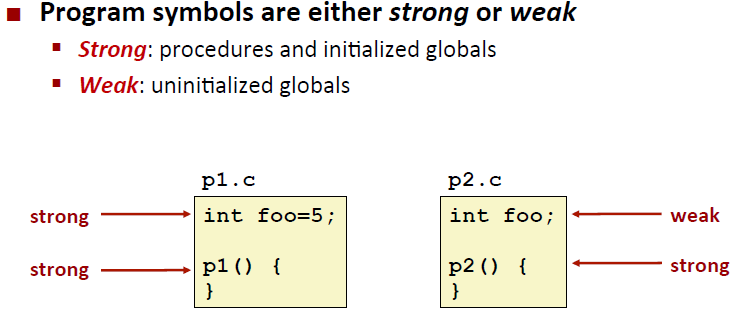 Program symbols are either strong or weak
Strong: procedures and initialized globals
Weak: uninitialized globals
p1.c
p2.c
strong
int foo=5;
int foo;
weak
strong
p1() {
p2() {
strong
}
}